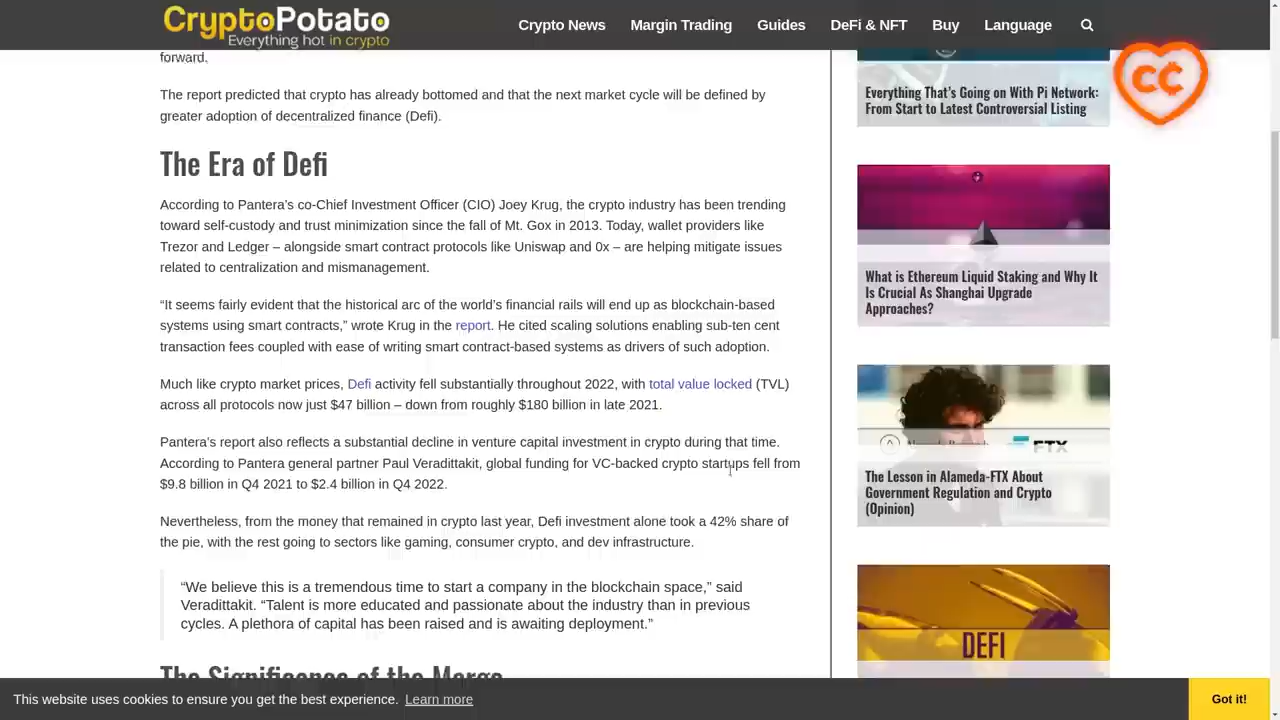 CryptoPotato
Everything hot in crypto
Crypto News Margin Trading Guides DeFi & NFT Buy Language
forward.
The report predicted that crypto has already bottomed and that the next market cycle will be defined by
greater adoption of decentralized finance (Defi).
The Era of Defi
According to Pantera’s co-Chief Investment Officer (CIO) Joey Krug, the crypto industry has been trending
toward self-custody and trust minimization since the fall of Mt. Gox in 2013. Today, wallet providers like
Trezor and Ledger – alongside smart contract protocols like Uniswap and 0x – are helping mitigate issues
related to centralization and mismanagement.
“It seems fairly evident that the historical arc of the world’s financial rails will end up as blockchain-based
systems using smart contracts,” wrote Krug in the report. He cited scaling solutions enabling sub-ten cent
transaction fees coupled with ease of writing smart contract-based systems as drivers of such adoption.
Much like crypto market prices, Defi activity fell substantially throughout 2022, with total value locked (TVL)
across all protocols now just $47 billion – down from roughly $180 billion in late 2021.
Pantera’s report also reflects a substantial decline in venture capital investment in crypto during that time.
According to Pantera general partner Paul Veradittakit, global funding for VC-backed crypto startups fell from
$9.8 billion in Q4 2021 to $2.4 billion in Q4 2022.
Nevertheless, from the money that remained in crypto last year, Defi investment alone took a 42% share of
the pie, with the rest going to sectors like gaming, consumer crypto, and dev infrastructure.
“We believe this is a tremendous time to start a company in the blockchain space,” said
Veradittakit. “Talent is more educated and passionate about the industry than in previous
cycles. A plethora of capital has been raised and is awaiting deployment.”
The Significance of the Merge
Everything That’s Going on With Pi Network:
From Start to Latest Controversial Listing
What is Ethereum Liquid Staking and Why It
Is Crucial As Shanghai Upgrade
Approaches?
FTX
The Lesson in Alameda-FTX About
Government Regulation and Crypto
(Opinion)
DEFI
CC
This website uses cookies to ensure you get the best experience. Learn more
Got it!